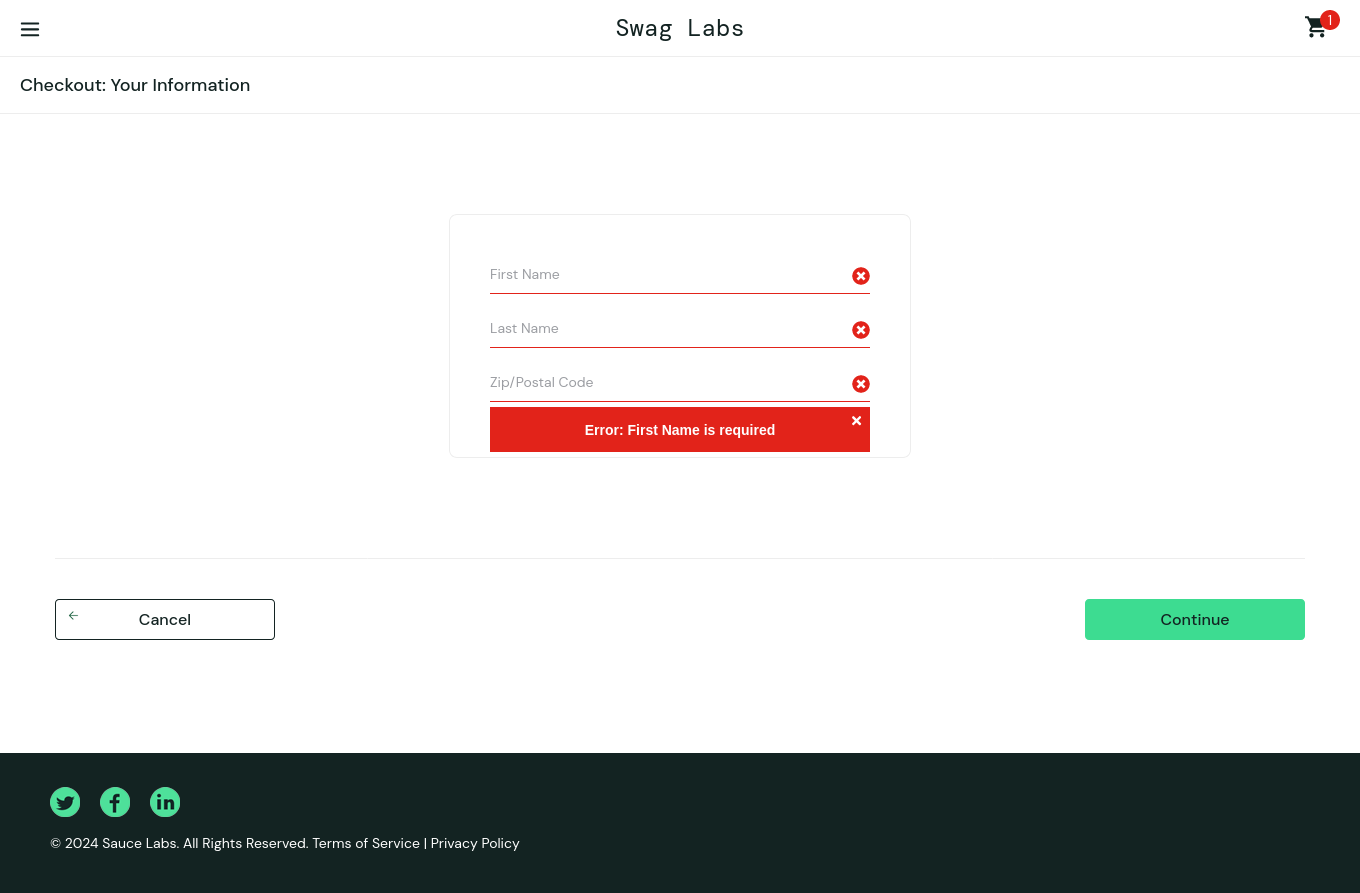 Swag Labs
1
Checkout: Your Information
First Name
Last Name
Zip/Postal Code
Error: First Name is required
Cancel
Continue
© 2024 Sauce Labs. All Rights Reserved. Terms of Service | Privacy Policy